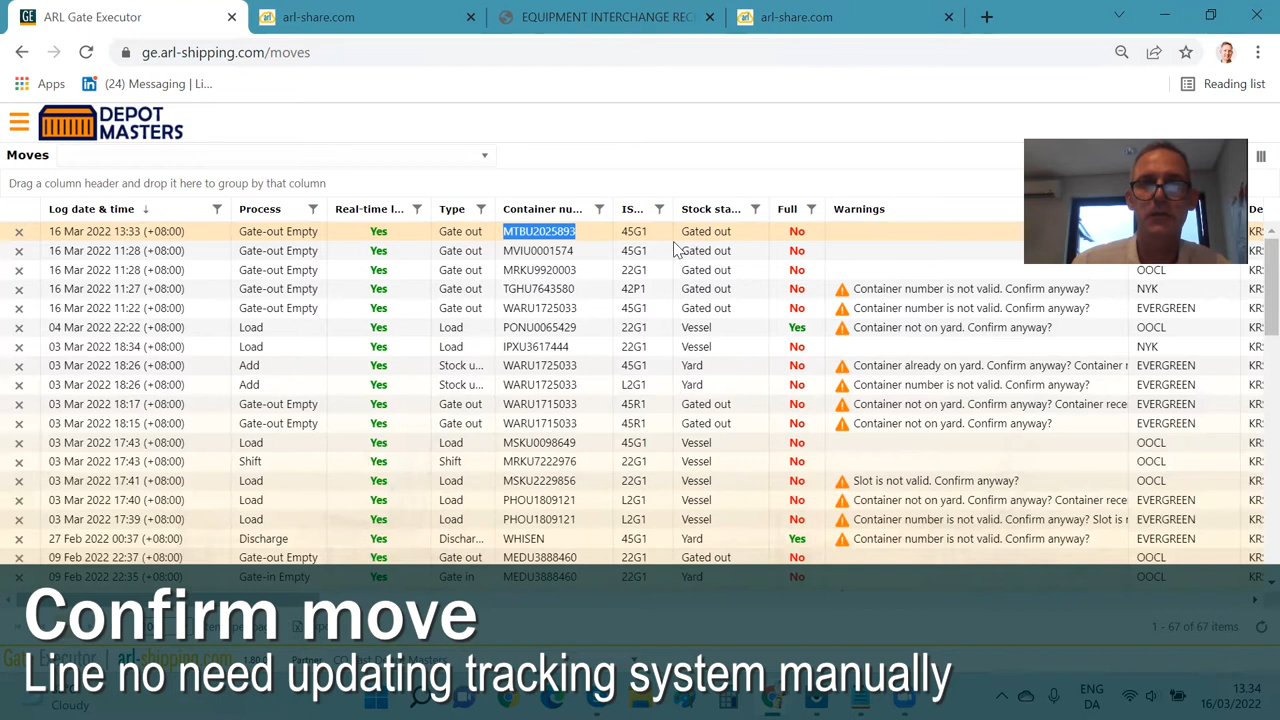 ARL Gate Executor
arl-share.com
EQUIPMENT INTERCHANGE REC
arl-share.com
ge.arl-shipping.com/moves
Apps
(24) Messaging | Li...
Reading list
DEPOT
MASTERS
Moves
Drag a column header and drop it here to group by that column
Log date & time Process Real-time l... Type Container nu... IS... Stock sta... Full Warnings De
16 Mar 2022 13:33 (+08:00) Gate-out Empty Yes Gate out MTBU2025893 45G1 Gated out No KRS
16 Mar 2022 11:28 (+08:00) Gate-out Empty Yes Gate out MVIU0001574 45G1 Gated out No KRS
16 Mar 2022 11:28 (+08:00) Gate-out Empty Yes Gate out MRKU9920003 22G1 Gated out No OOCL KRS
16 Mar 2022 11:27 (+08:00) Gate-out Empty Yes Gate out TGHU7643580 42P1 Gated out No Container number is not valid. Confirm anyway? NYK KRS
16 Mar 2022 11:22 (+08:00) Gate-out Empty Yes Gate out WARU1725033 45G1 Gated out No Container number is not valid. Confirm anyway? EVERGREEN KRS
04 Mar 2022 22:22 (+08:00) Load Yes Load PONU0065429 22G1 Vessel Yes Container not on yard. Confirm anyway? OOCL KRS
03 Mar 2022 18:34 (+08:00) Load Yes Load IPXU3617444 22G1 Vessel No NYK KRS
03 Mar 2022 18:26 (+08:00) Add Yes Stock u... WARU1725033 45G1 Yard No Container already on yard. Confirm anyway? Container r EVERGREEN KRS
03 Mar 2022 18:26 (+08:00) Add Yes Stock u... WARU1725033 L2G1 Yard No Container number is not valid. Confirm anyway? EVERGREEN KRS
03 Mar 2022 18:17 (+08:00) Gate-out Empty Yes Gate out WARU1715033 45R1 Gated out No Container not on yard. Confirm anyway? Container rece EVERGREEN KRS
03 Mar 2022 18:15 (+08:00) Gate-out Empty Yes Gate out WARU1715033 45R1 Gated out No Container not on yard. Confirm anyway? EVERGREEN KRS
03 Mar 2022 17:43 (+08:00) Load Yes Load MSKU0098649 22G1 Vessel No OOCL KRS
03 Mar 2022 17:43 (+08:00) Shift Yes Shift MRKU7222976 22G1 Vessel No OOCL KRS
03 Mar 2022 17:41 (+08:00) Load Yes Load MSKU2229856 22G1 Vessel No Slot is not valid. Confirm anyway? OOCL KRS
03 Mar 2022 17:40 (+08:00) Load Yes Load PHOU1809121 L2G1 Vessel No Container not on yard. Confirm anyway? Container rece EVERGREEN KRS
03 Mar 2022 17:39 (+08:00) Load Yes Load PHOU1809121 L2G1 Vessel No Container number is not valid. Confirm anyway? Slot is r EVERGREEN KRS
27 Feb 2022 00:37 (+08:00) Discharge Yes Dischar... WHISEN 45G1 Yard Yes Container number is not valid. Confirm anyway? EVERGREEN KRS
09 Feb 2022 22:37 (+08:00) Gate-out Empty Yes Gate out MEDU3888460 22G1 Gated out No OOCL KRS
09 Feb 2022 22:35 (+08:00) Gate-in Empty Yes Gate in MEDU3888460 22G1 Yard No OOCL KRS
Confirm move
1 - 67 of 67 items
Line no need updating tracking system manually
Cloudy
ENG
DA
13.34
16/03/2022